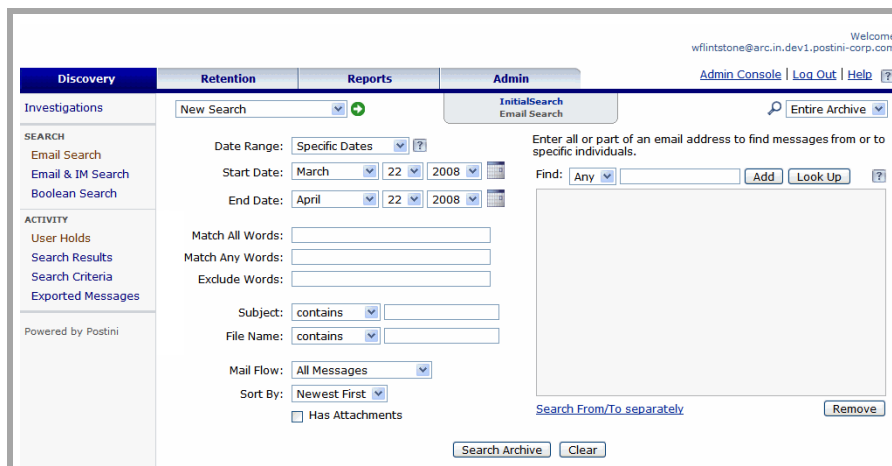 Welcome
wflintstone@arc.in.dev1.postini-corp.com
Discovery Retention Reports Admin
Admin Console | Log Out | Help ?
Investigations
New Search
InitialSearch
Email Search
Entire Archive
SEARCH
Email Search
Email & IM Search
Boolean Search
ACTIVITY
User Holds
Search Results
Search Criteria
Exported Messages
Powered by Postini
Date Range: Specific Dates ?
Start Date: March 22 2008
End Date: April 22 2008
Match All Words:
Match Any Words:
Exclude Words:
Subject: contains
File Name: contains
Mail Flow: All Messages
Sort By: Newest First
Has Attachments
Enter all or part of an email address to find messages from or to
specific individuals.
Find: Any Add Look Up ?
Search From/To separately Remove
Search Archive Clear